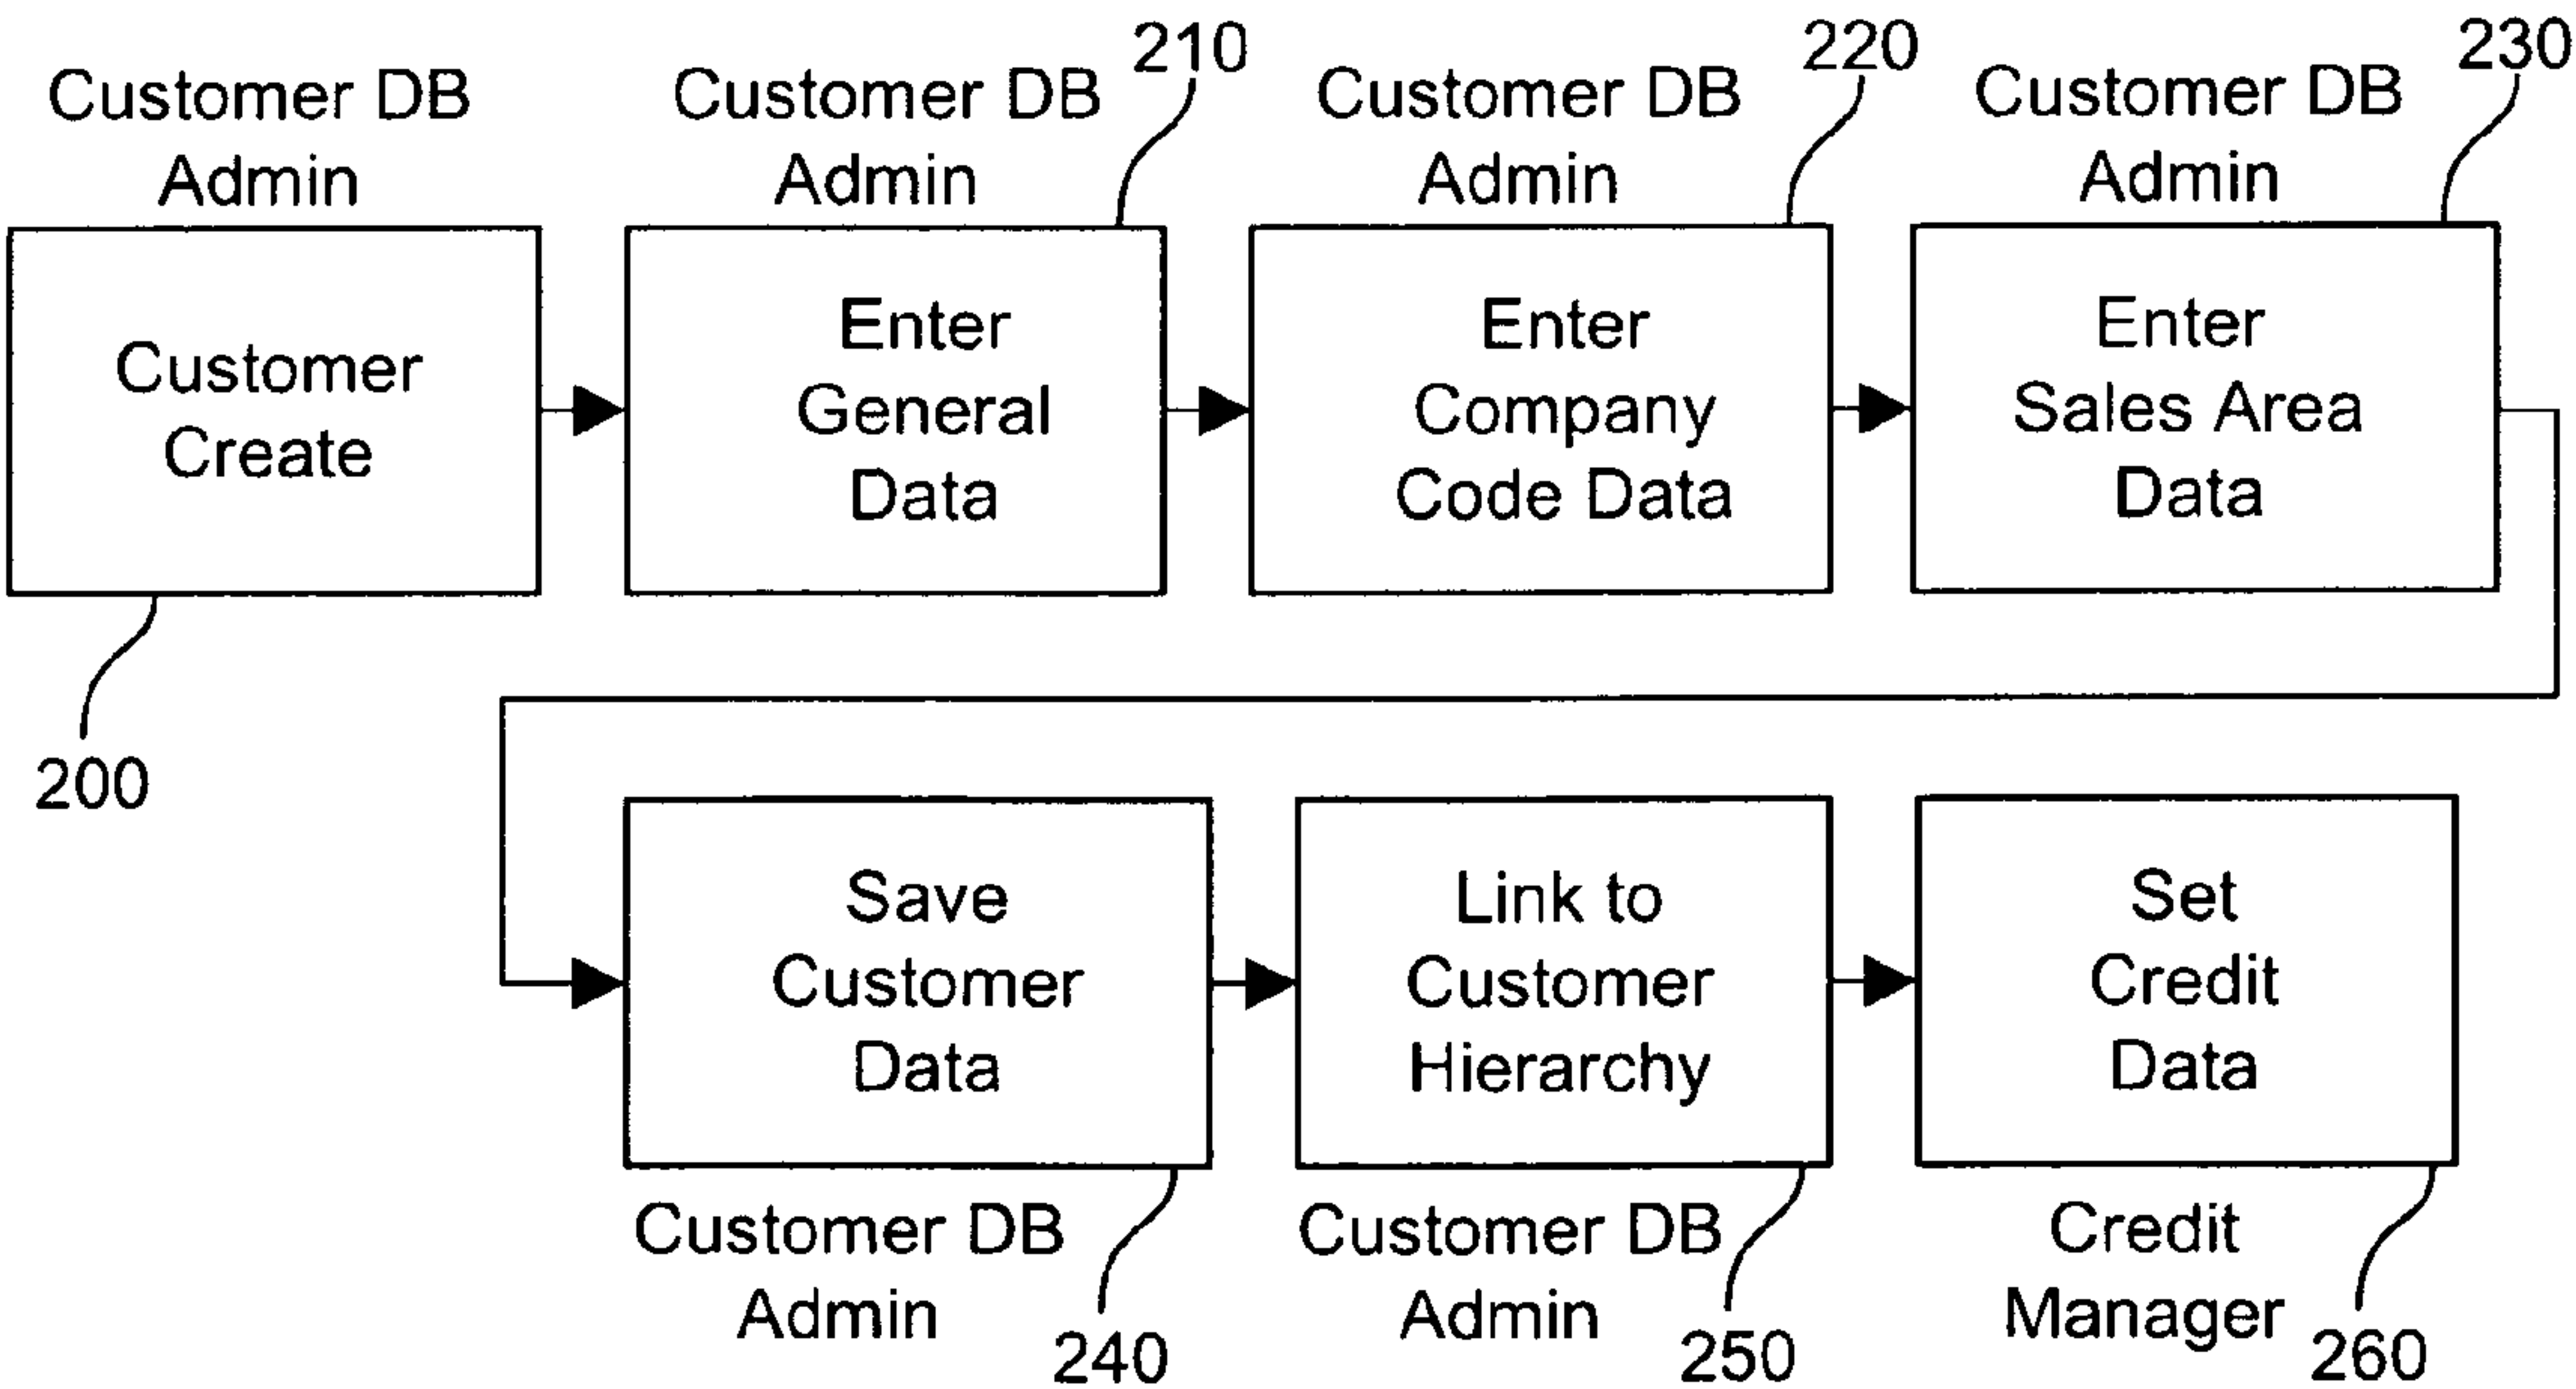 Customer DB
Admin
Customer
Create
200
Customer DB
Admin
210
Enter
General
Data
Customer DB
Admin
220
Enter
Company
Code Data
Customer DB
Admin
230
Enter
Sales Area
Data
Save
Customer
Data
Customer DB
Admin
240
Link to
Customer
Hierarchy
Customer DB
Admin
250
Set
Credit
Data
Credit
Manager
260